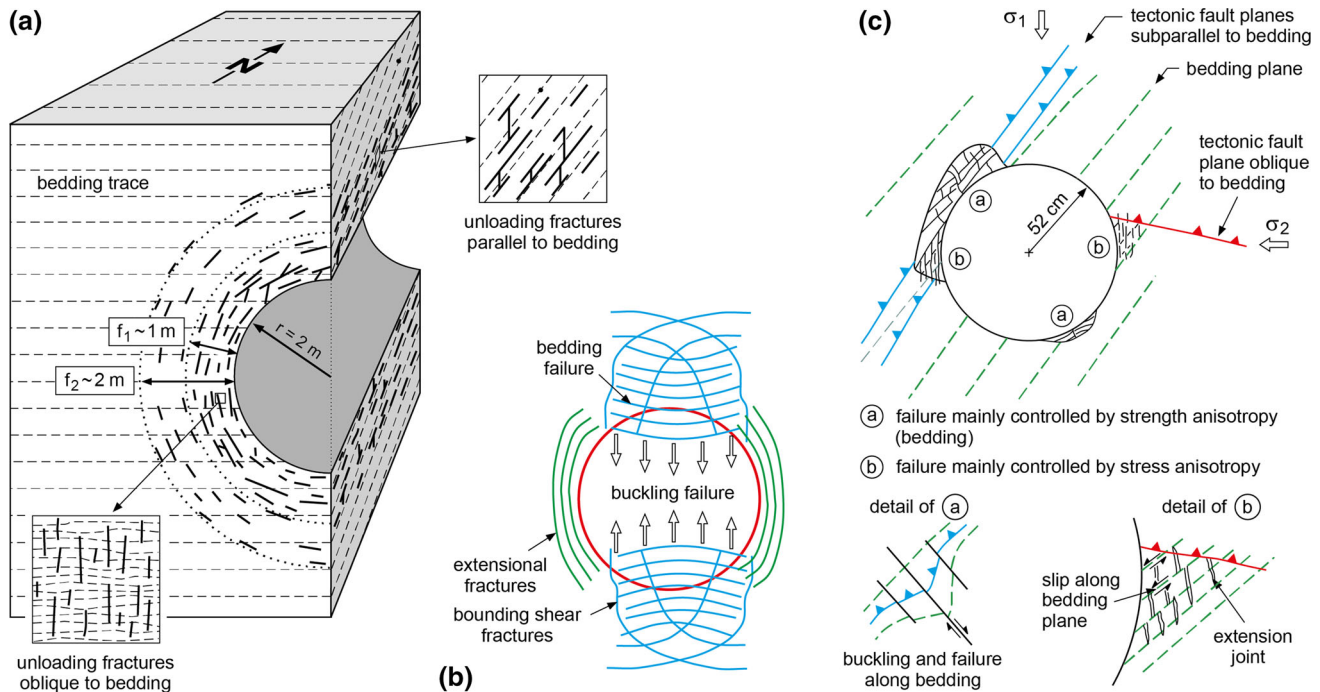 (a)
N
bedding trace
f1 ~ 1 m
f2 ~ 2 m
r = 2 m
unloading fractures
parallel to bedding
unloading fractures
oblique to bedding
bedding
failure
buckling failure
extensional
fractures
bounding shear
fractures
(b)
(c)
σ1
tectonic fault planes
subparallel to bedding
bedding plane
tectonic fault
plane oblique
to bedding
σ2
a
52 cm
b
b
a
a failure mainly controlled by strength anisotropy
(bedding)
b failure mainly controlled by stress anisotropy
detail of a
buckling and failure
along bedding
detail of b
slip along
bedding
plane
extension
joint